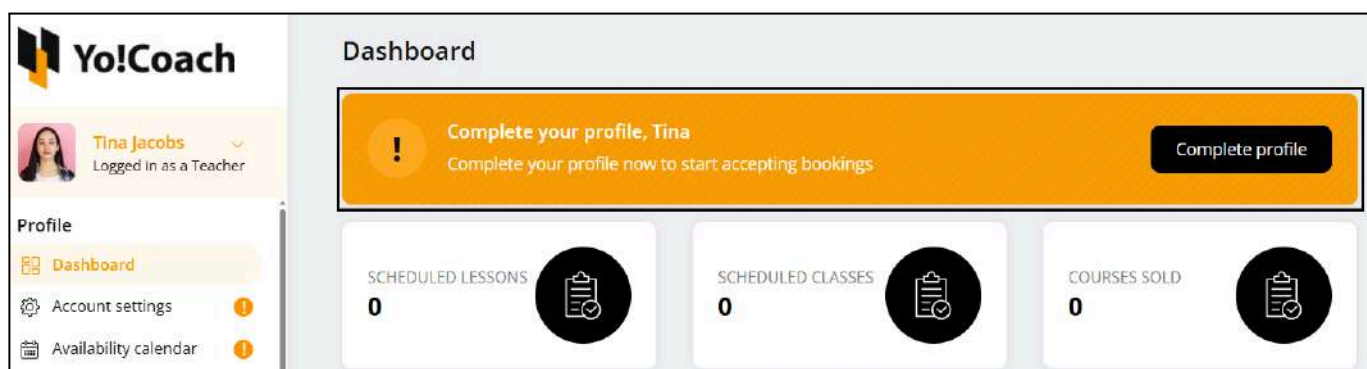 Yo!Coach
Tina Jacobs
Logged in as a Teacher
Profile
Dashboard
Account settings
!
Availability calendar
!
Dashboard
!
Complete your profile, Tina
Complete your profile now to start accepting bookings
Complete profile
SCHEDULED LESSONS
0
SCHEDULED CLASSES
0
COURSES SOLD
0